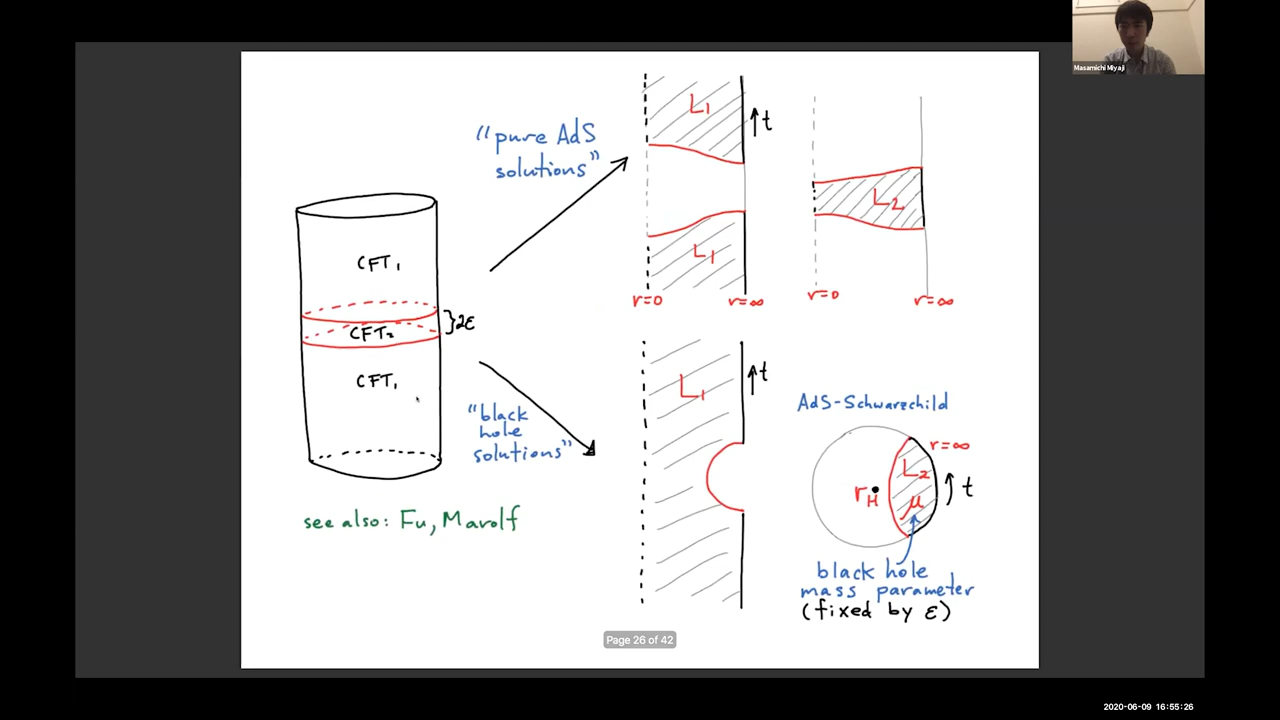 Masamichi Miyaji
"pure AdS
solutions"
L1
↑t
L1
r=0
r=∞
L2
r=0
r=∞
CFT1
CFT2
}2ε
CFT1
"black
hole
solutions"
see also: Fu, Marolf
L1
↑t
AdS-Schwarzschild
r=∞
L2
rH
μ
↑t
black hole
mass parameter
(fixed by ε)
Page 26 of 42
2020-06-09 16:55:26